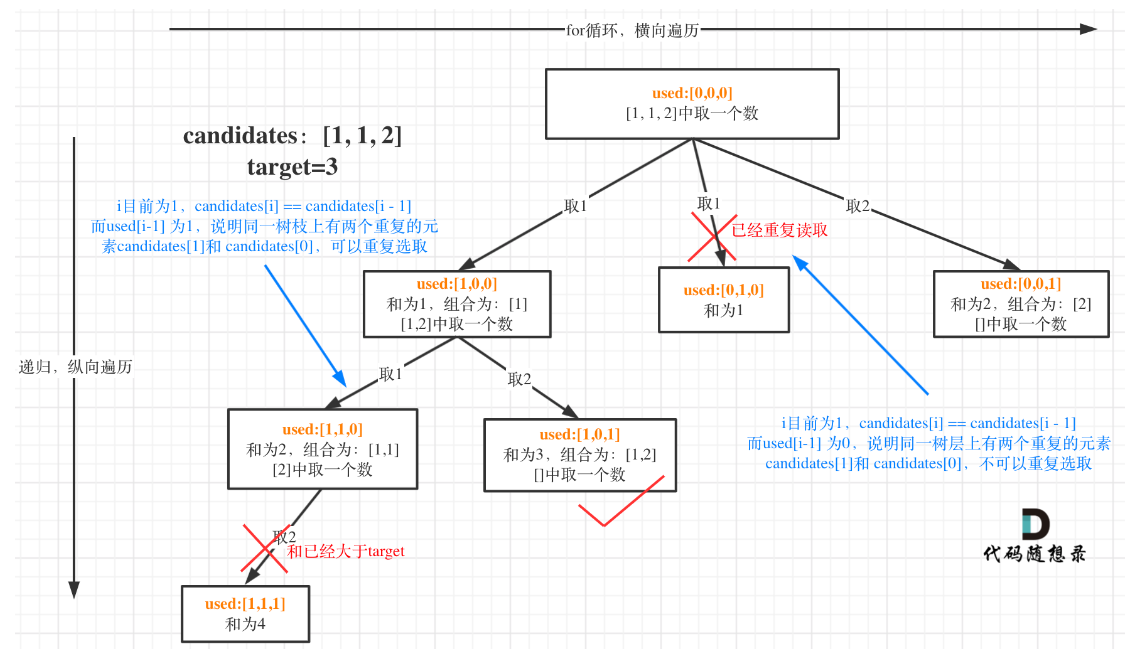 for循环，横向遍历
used:[0,0,0]
[1, 1, 2]中取一个数
candidates：[1, 1, 2]
target=3
i目前为1，candidates[i] == candidates[i - 1]
而used[i-1] 为1，说明同一树枝上有两个重复的元
素candidates[1]和 candidates[0]，可以重复选取
取1
取1
取2
已经重复读取
used:[1,0,0]
和为1，组合为：[1]
[1,2]中取一个数
used:[0,1,0]
和为1
used:[0,0,1]
和为2，组合为：[2]
[]中取一个数
递归，纵向遍历
取1
取2
used:[1,1,0]
和为2，组合为：[1,1]
[2]中取一个数
used:[1,0,1]
和为3，组合为：[1,2]
[]中取一个数
i目前为1，candidates[i] == candidates[i - 1]
而used[i-1] 为0，说明同一树层上有两个重复的元素
candidates[1]和 candidates[0]，不可以重复选取
取2
和已经大于target
used:[1,1,1]
和为4
D
代码随想录